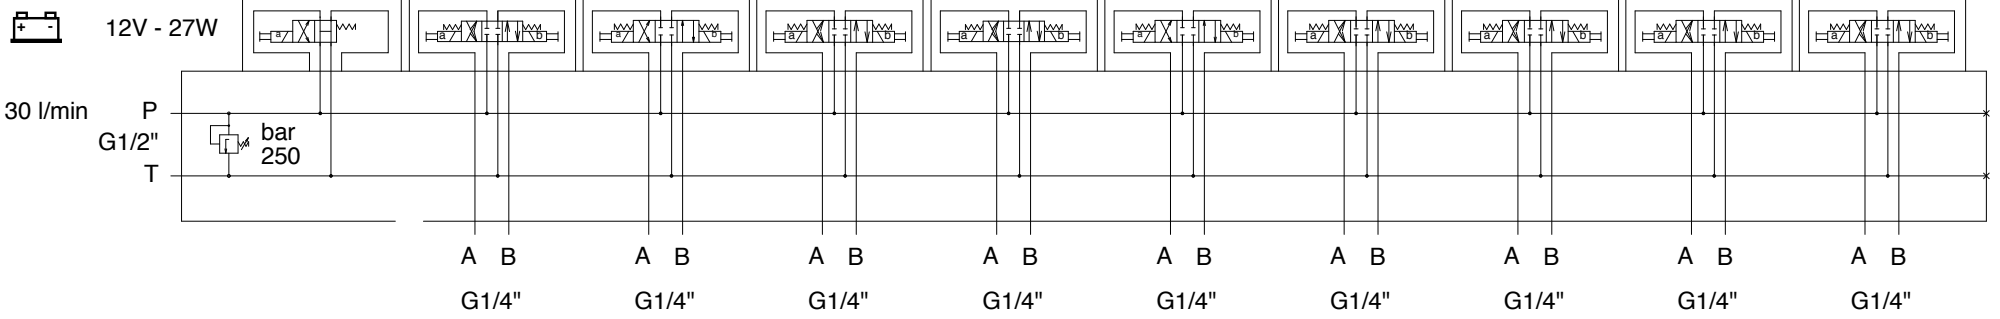 + -
12V - 27W
a
a b
a b
a b
a b
a b
a b
a b
a b
a b
30 l/min P
G1/2"
bar
250
T
A B
A B
A B
A B
A B
A B
A B
A B
A B
G1/4"
G1/4"
G1/4"
G1/4"
G1/4"
G1/4"
G1/4"
G1/4"
G1/4"